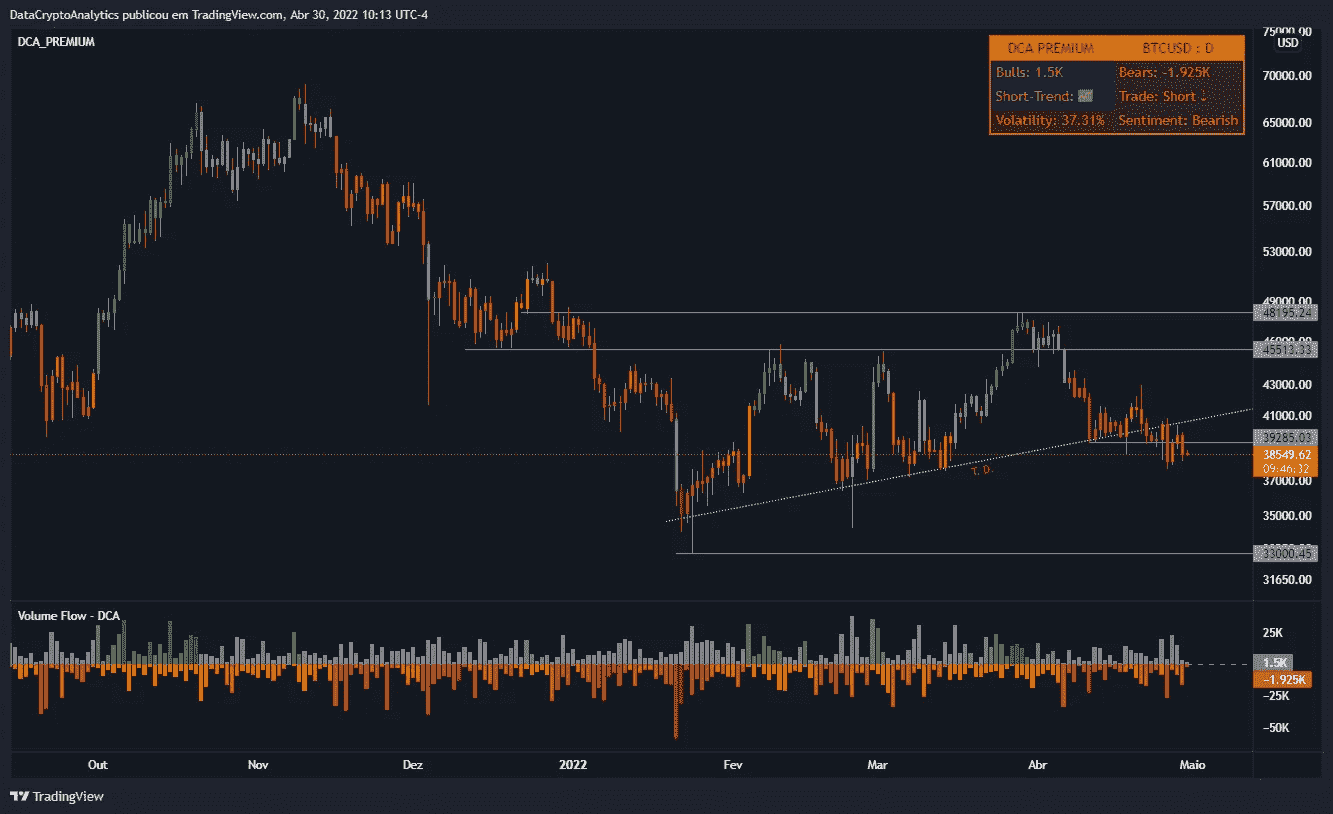 DataCryptoAnalytics publicou em TradingView.com, Abr 30, 2022 10:13 UTC-4
DCA_PREMIUM
DCA PREMIUM BTCUSD : D
Bulls: 1.5K Bears: -1.925K
Short-Trend: Trade: Short
Volatility: 37.31% Sentiment: Bearish
75000.00
USD
70000.00
65000.00
61000.00
57000.00
53000.00
49000.00
48195.24
43000.00
41000.00
39285.03
38549.62
09:46:32
37000.00
35000.00
33000.45
31650.00
T. D.
Volume Flow - DCA
25K
1.5K
−1.925K
−25K
−50K
Out Nov Dez 2022 Fev Mar Abr Maio
TradingView